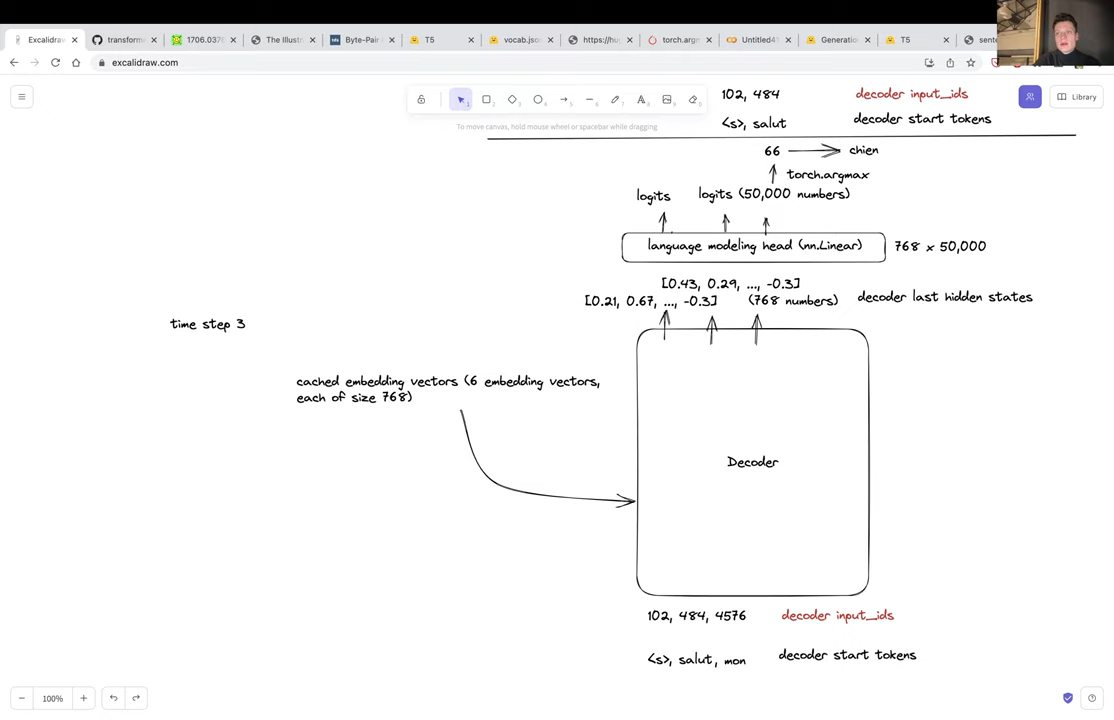 Excalidraw
transform
1706.0376
The Illustr
Byte-Pair
T5
vocab.jso
https://hu
torch.argm
Untitled41
Generation
T5
sente
excalidraw.com
Library
To move canvas, hold mouse wheel or spacebar while dragging
102, 484 decoder input_ids
<s>, salut decoder start tokens
66 chien
torch.argmax
logits logits (50,000 numbers)
language modeling head (nn.Linear) 768 x 50,000
[0.43, 0.29, ..., -0.3]
[0.21, 0.67, ..., -0.3] (768 numbers) decoder last hidden states
time step 3
cached embedding vectors (6 embedding vectors,
each of size 768)
Decoder
102, 484, 4576 decoder input_ids
<s>, salut, mon decoder start tokens
100%